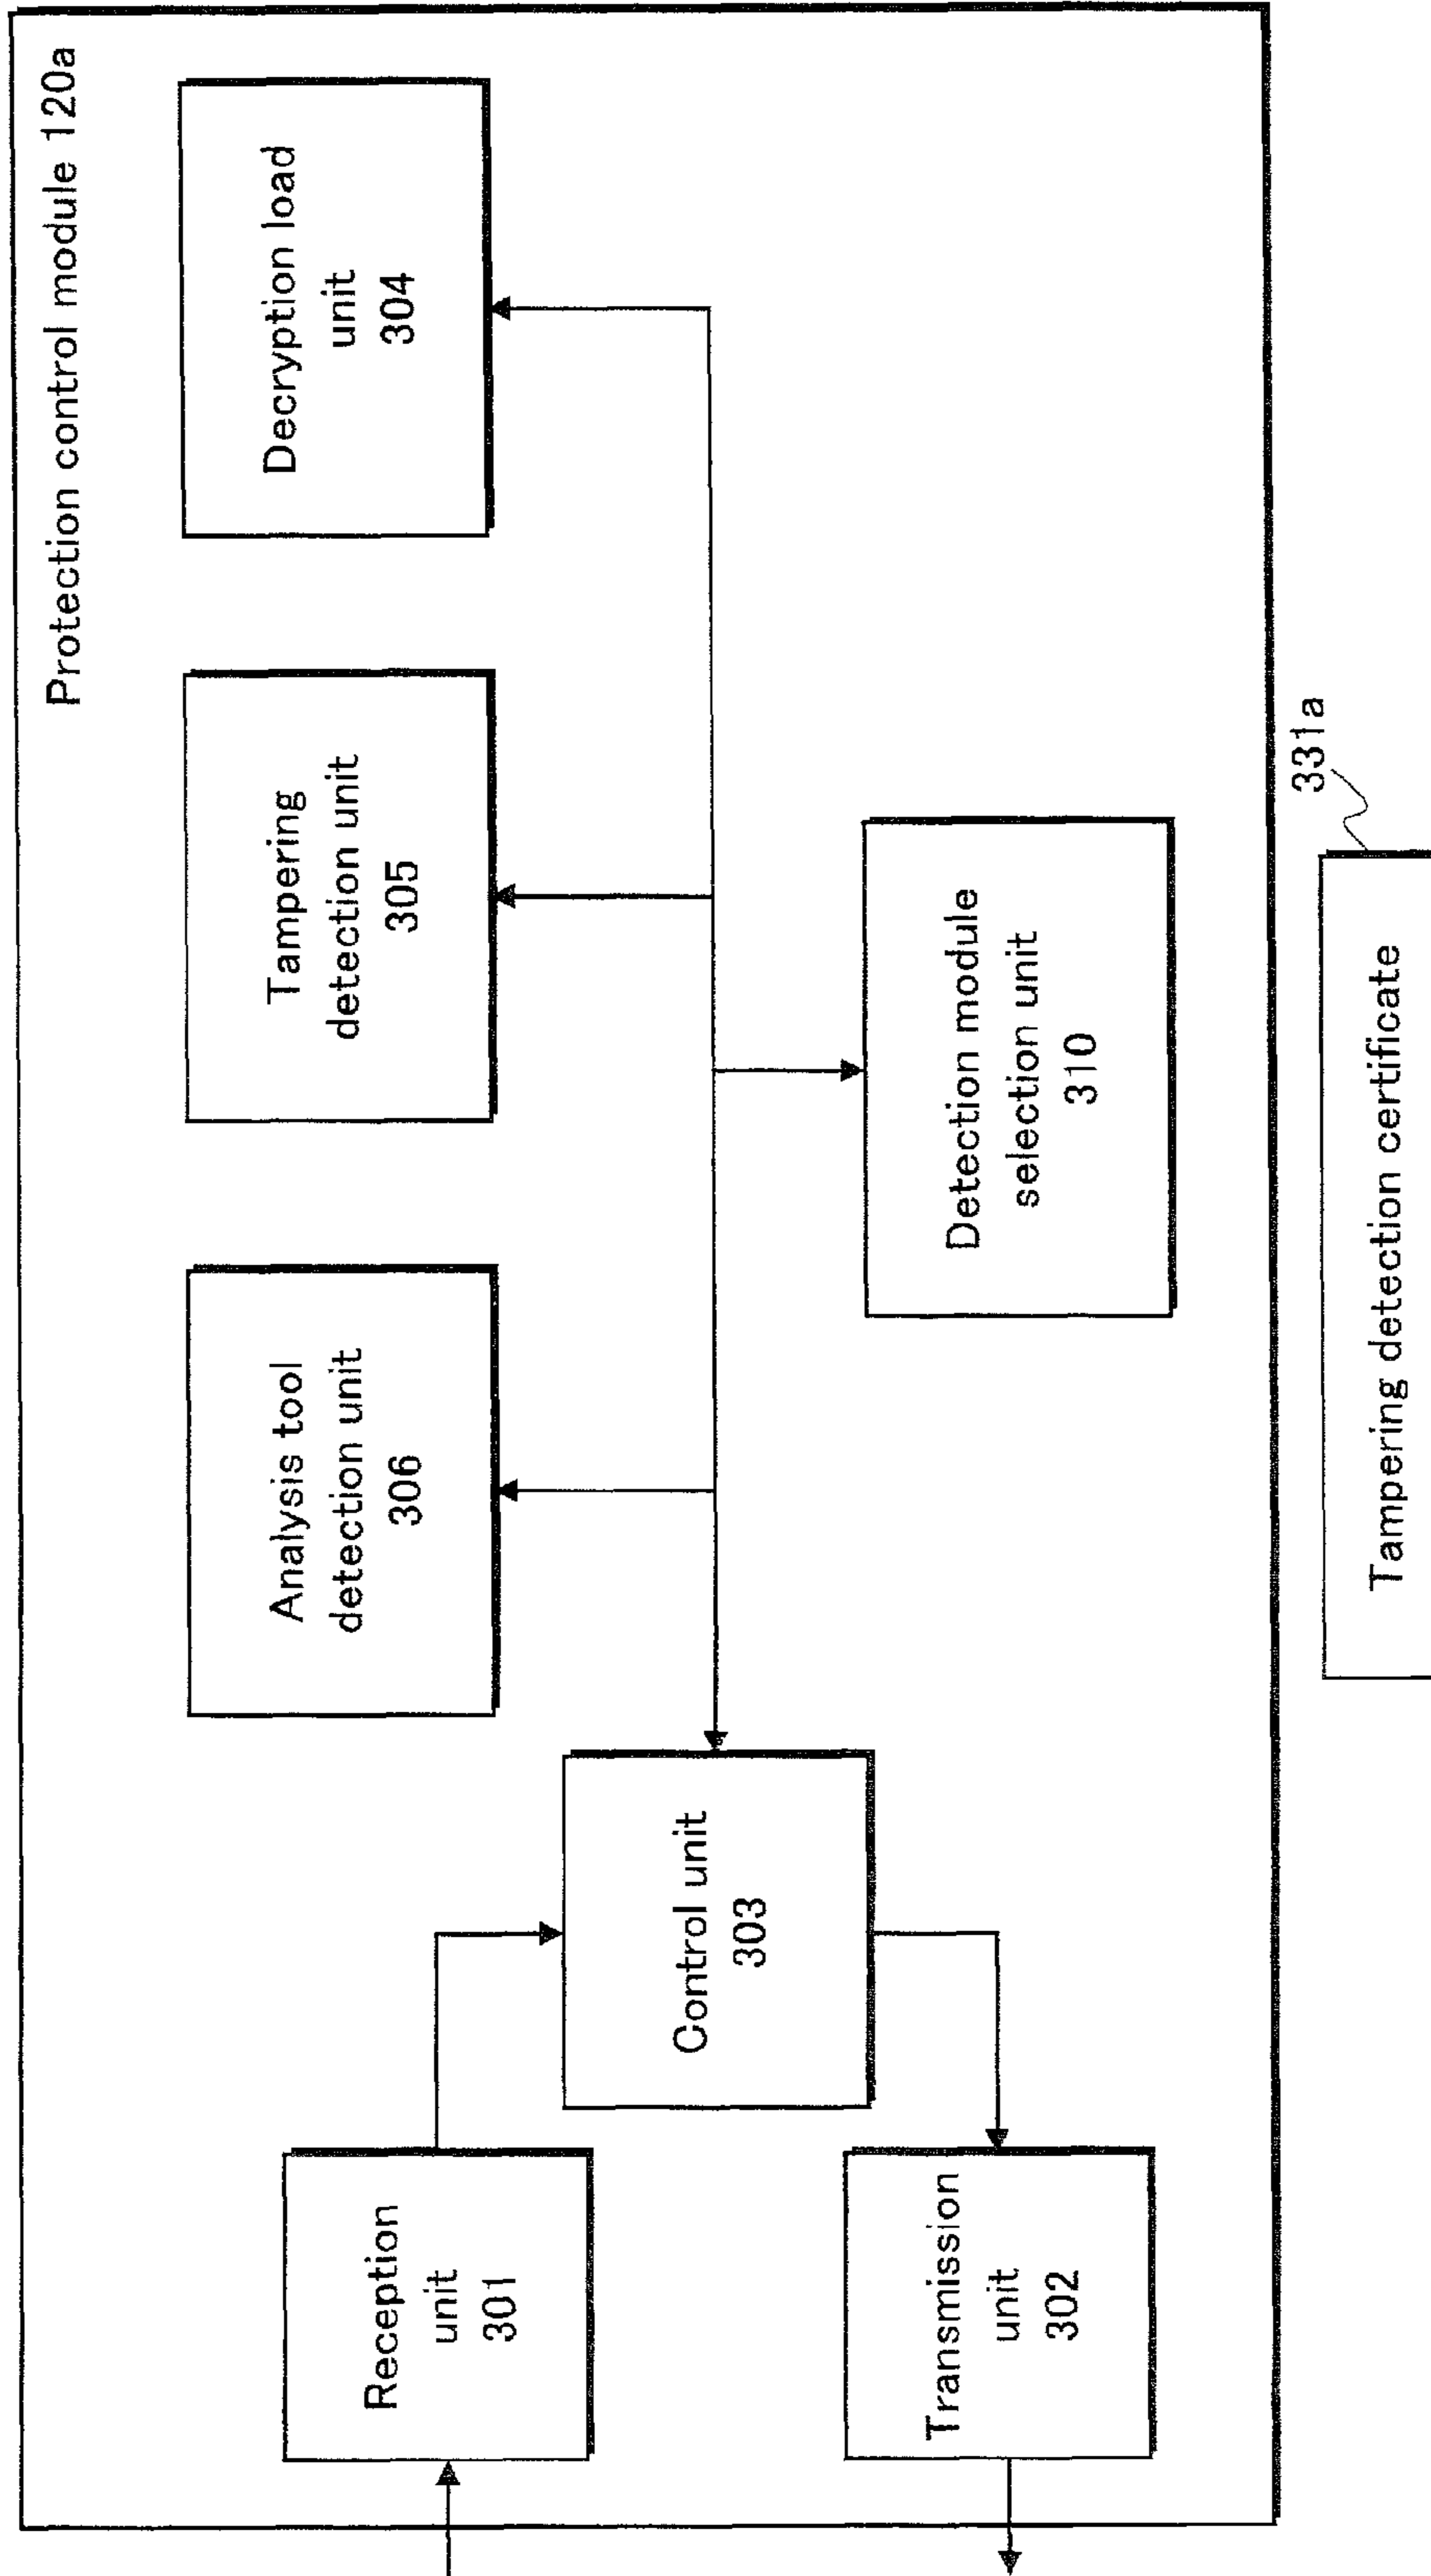 Protection control module 120a
Reception
unit
301
Transmission
unit
302
Control unit
303
Analysis tool
detection unit
306
Tampering
detection unit
305
Decryption load
unit
304
Detection module
selection unit
310
331a
Tampering detection certificate